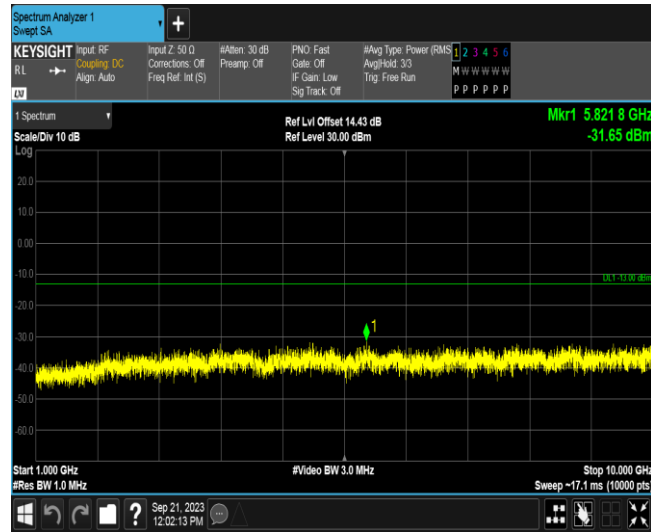 Spectrum Analyzer 1
Swept SA
+
KEYSIGHT Input: RF Input Z: 50 Ω #Atten: 30 dB PNO: Fast #Avg Type: Power (RMS 1 2 3 4 5 6
RL Coupling: DC Corrections: Off Preamp: Off Gate: Off Avg|Hold: 3/3 M W W W W W
Align: Auto Freq Ref: Int (S) IF Gain: Low Trig: Free Run
LXI Sig Track: Off P P P P P P
1 Spectrum Ref Lvl Offset 14.43 dB Mkr1 5.821 8 GHz
Scale/Div 10 dB Ref Level 30.00 dBm -31.65 dBm
Log
20.0
10.0
0.00
-10.0
DL1 -13.00 dBm
-20.0
-30.0
1
-40.0
-50.0
-60.0
Start 1.000 GHz #Video BW 3.0 MHz Stop 10.000 GHz
#Res BW 1.0 MHz Sweep ~17.1 ms (10000 pts)
? Sep 21, 2023
12:02:13 PM